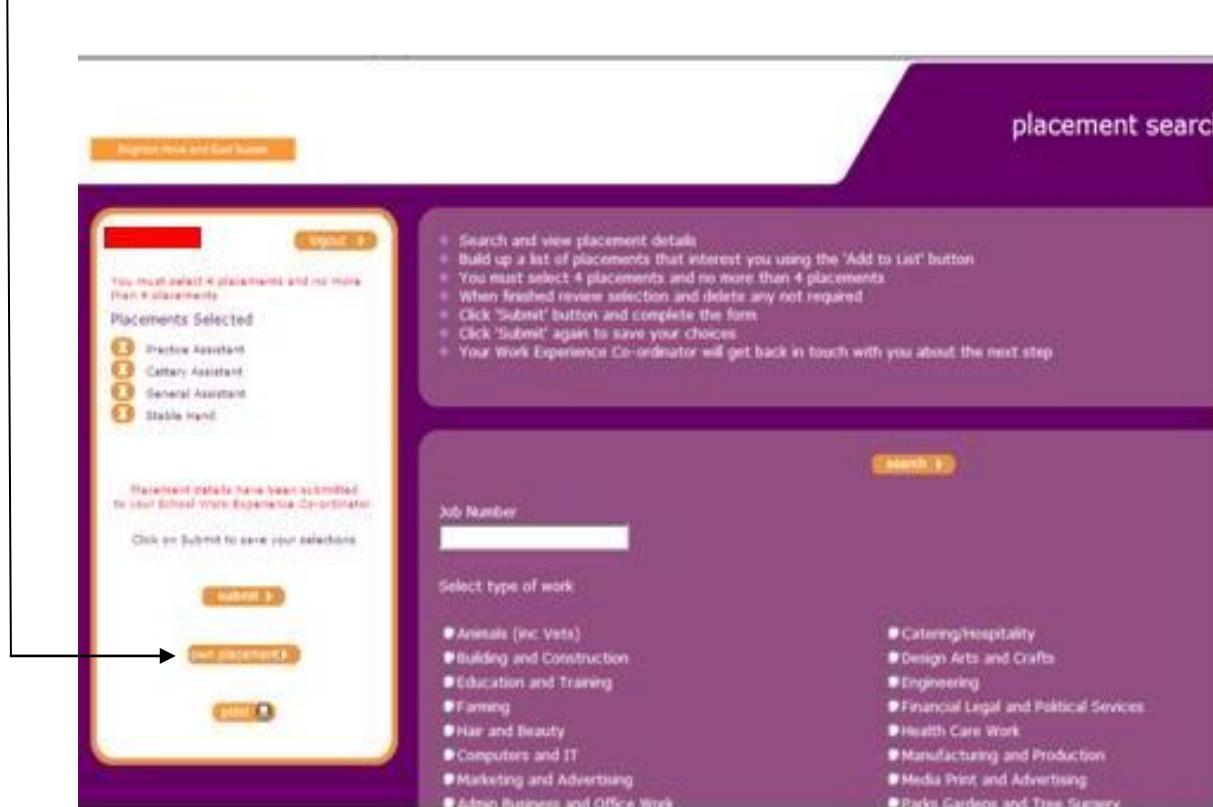 placement searc
Brighton Hove and East Sussex
logout
You must select 4 placements and no more
than 4 placements
Placements Selected
X Practice Assistant
X Cattery Assistant
X General Assistant
X Stable Hand
Placement details have been submitted
to your School Work Experience Co-ordinator
Click on Submit to save your selections
submit
own placement
print
Search and view placement details
Build up a list of placements that interest you using the 'Add to List' button
You must select 4 placements and no more than 4 placements
When finished review selection and delete any not required
Click 'Submit' button and complete the form
Click 'Submit' again to save your choices
Your Work Experience Co-ordinator will get back in touch with you about the next step
search
Job Number
Select type of work
Animals (inc Vets)
Building and Construction
Education and Training
Farming
Hair and Beauty
Computers and IT
Marketing and Advertising
Admin Business and Office Work
Catering/Hospitality
Design Arts and Crafts
Engineering
Financial Legal and Political Sevices
Health Care Work
Manufacturing and Production
Media Print and Advertising
Parks Gardens and Tree Surgery